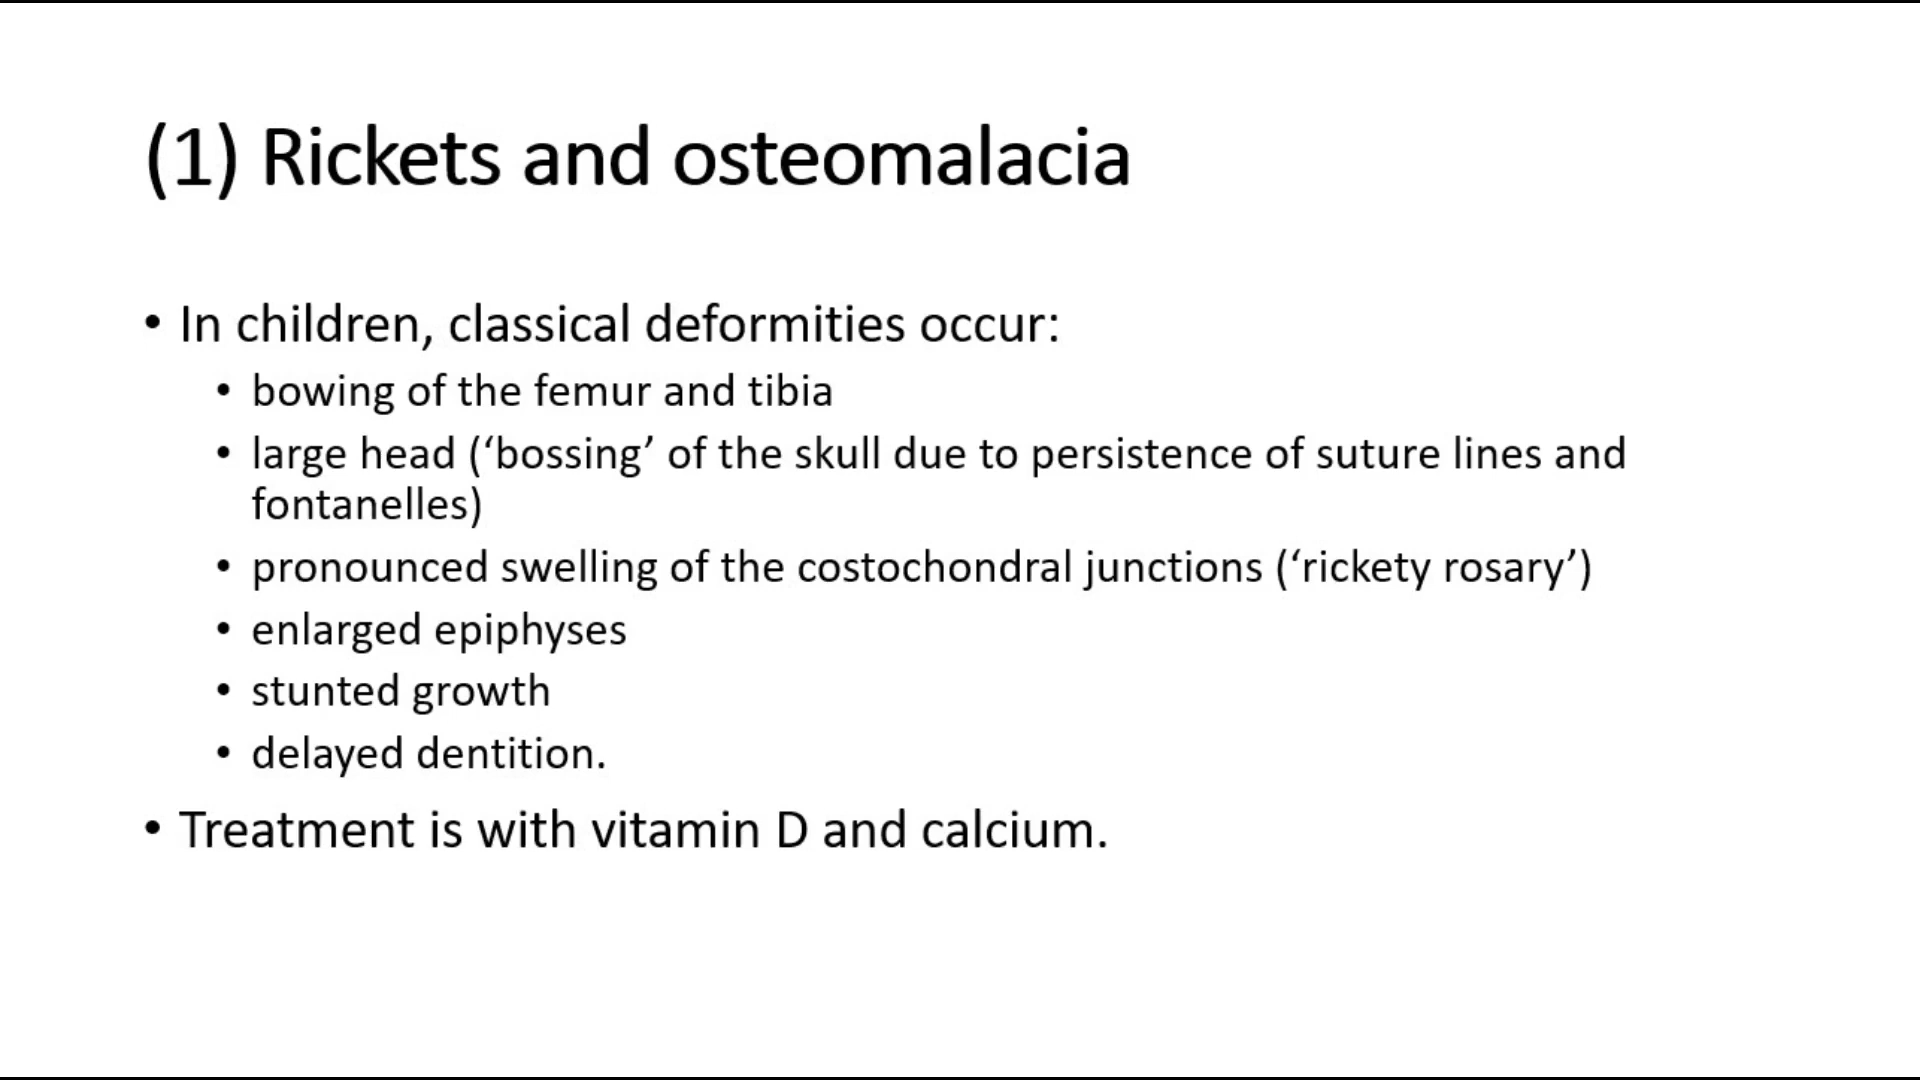 (1) Rickets and osteomalacia
• In children, classical deformities occur:
• bowing of the femur and tibia
• large head (‘bossing’ of the skull due to persistence of suture lines and
fontanelles)
• pronounced swelling of the costochondral junctions (‘rickety rosary’)
• enlarged epiphyses
• stunted growth
• delayed dentition.
• Treatment is with vitamin D and calcium.